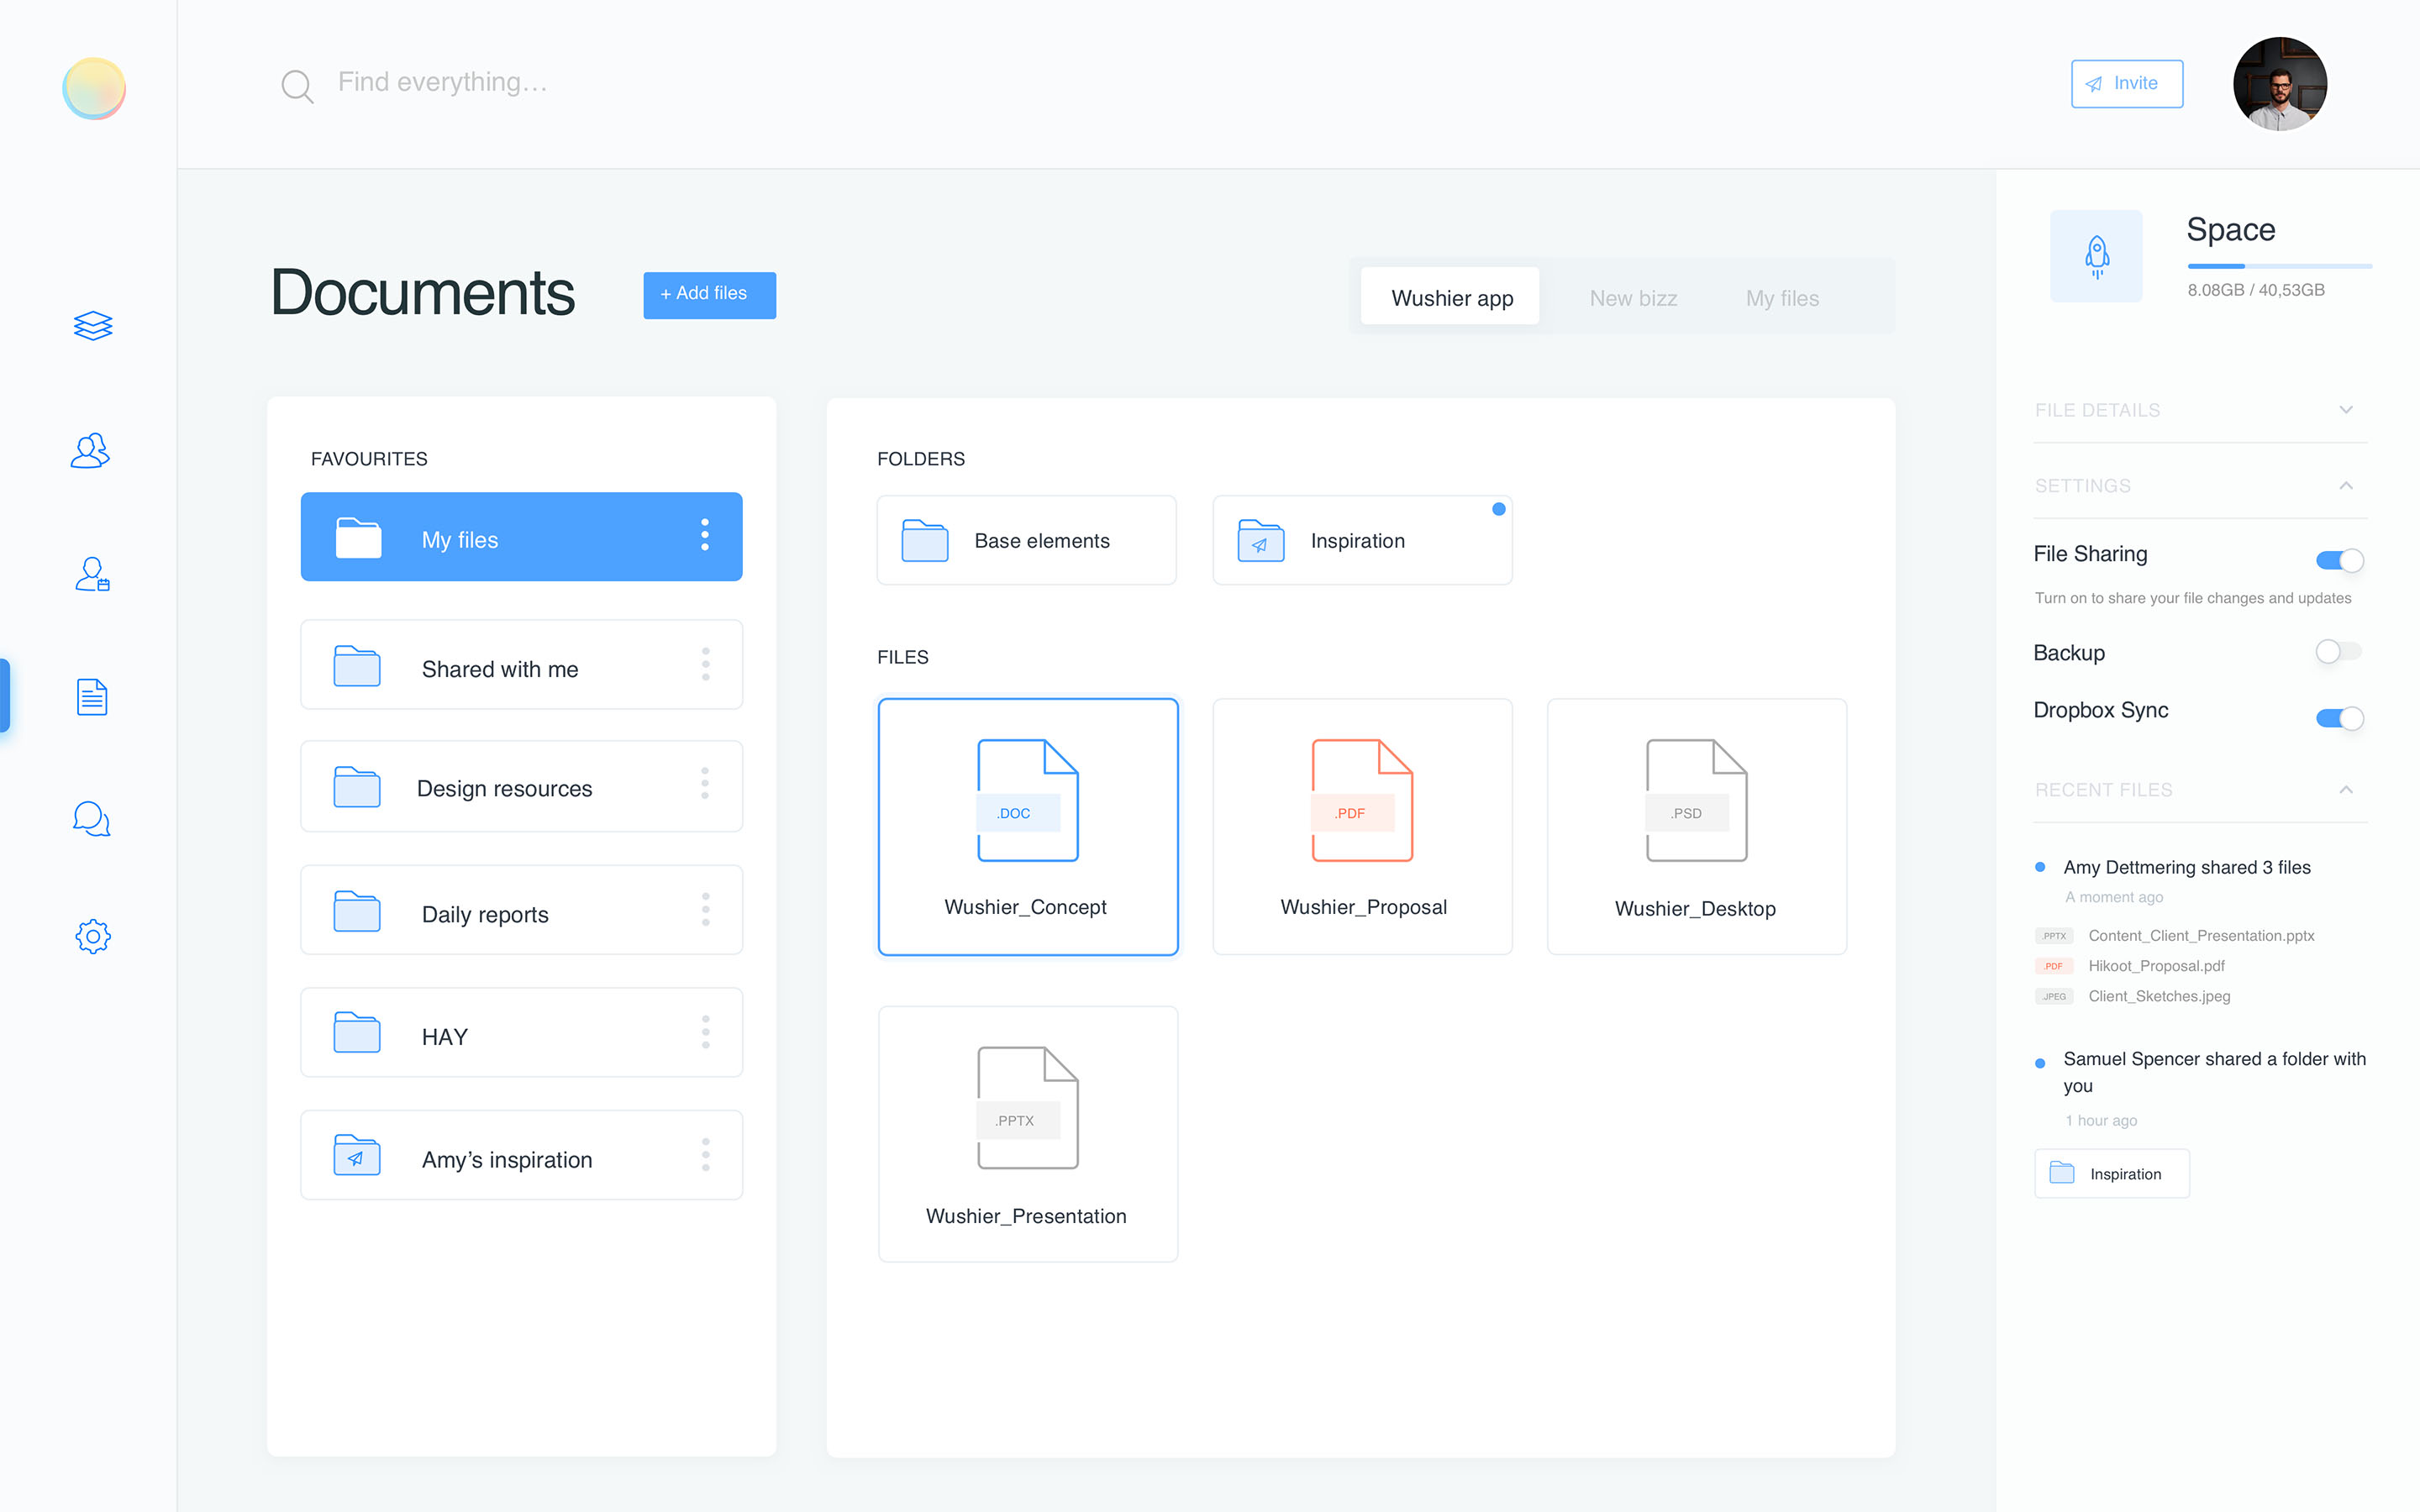 Find everything...
Invite
Documents
+ Add files
Wushier app
New bizz
My files
FAVOURITES
My files
Shared with me
Design resources
Daily reports
HAY
Amy’s inspiration
FOLDERS
Base elements
Inspiration
FILES
.DOC
Wushier_Concept
.PDF
Wushier_Proposal
.PSD
Wushier_Desktop
.PPTX
Wushier_Presentation
Space
8.08GB / 40,53GB
FILE DETAILS
SETTINGS
File Sharing
Turn on to share your file changes and updates
Backup
Dropbox Sync
RECENT FILES
Amy Dettmering shared 3 files
A moment ago
.PPTX Content_Client_Presentation.pptx
.PDF Hikoot_Proposal.pdf
.JPEG Client_Sketches.jpeg
Samuel Spencer shared a folder with
you
1 hour ago
Inspiration